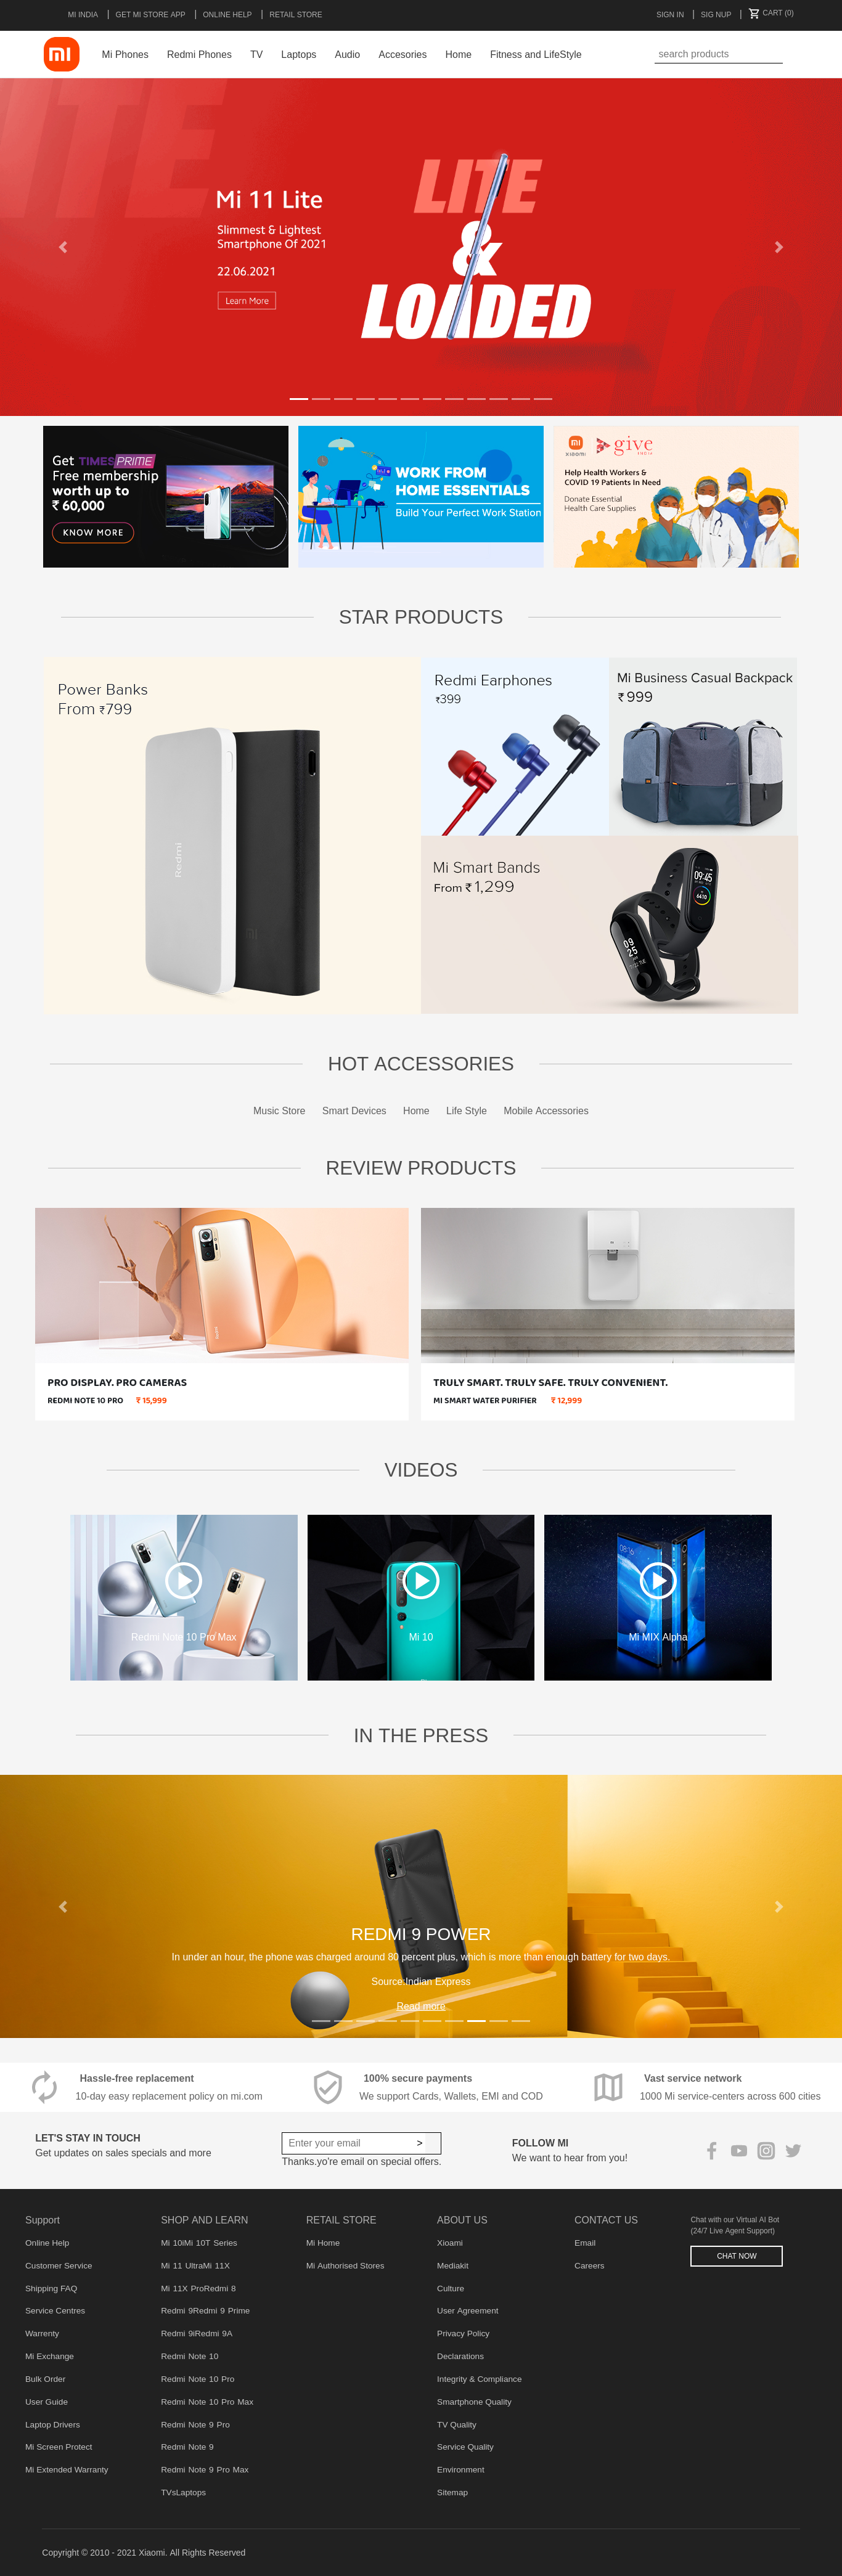 MI INDIA | GET MI STORE APP | ONLINE HELP | RETAIL STORE
SIGN IN | SIG NUP | CART (0)
mi
Mi Phones Redmi Phones TV Laptops Audio Accesories Home Fitness and LifeStyle
search products
Mi 11 Lite
Slimmest & Lightest
Smartphone Of 2021
22.06.2021
Learn More
LITE
&
LOADED
Get TIMES PRIME
Free membership
worth up to
₹ 60,000
KNOW MORE
WORK FROM
HOME ESSENTIALS
Build Your Perfect Work Station
mi
XIAOMI
give
INDIA
Help Health Workers &
COVID 19 Patients In Need
Donate Essential
Health Care Supplies
STAR PRODUCTS
Power Banks
From ₹799
Redmi
Redmi Earphones
₹399
Mi Business Casual Backpack
₹ 999
Mi Smart Bands
From ₹ 1,299
09:45
09
25
HOT ACCESSORIES
Music Store Smart Devices Home Life Style Mobile Accessories
REVIEW PRODUCTS
PRO DISPLAY. PRO CAMERAS
REDMI NOTE 10 PRO ₹ 15,999
TRULY SMART. TRULY SAFE. TRULY CONVENIENT.
MI SMART WATER PURIFIER ₹ 12,999
VIDEOS
Redmi Note 10 Pro Max
Mi 10
08:16
Mi MIX Alpha
IN THE PRESS
REDMI 9 POWER
In under an hour, the phone was charged around 80 percent plus, which is more than enough battery for two days.
Source:Indian Express
Read more
Hassle-free replacement
10-day easy replacement policy on mi.com
100% secure payments
We support Cards, Wallets, EMI and COD
Vast service network
1000 Mi service-centers across 600 cities
LET'S STAY IN TOUCH
Get updates on sales specials and more
Enter your email >
Thanks.yo're email on special offers.
FOLLOW MI
We want to hear from you!
Support
Online Help
Customer Service
Shipping FAQ
Service Centres
Warrenty
Mi Exchange
Bulk Order
User Guide
Laptop Drivers
Mi Screen Protect
Mi Extended Warranty
SHOP AND LEARN
Mi 10iMi 10T Series
Mi 11 UltraMi 11X
Mi 11X ProRedmi 8
Redmi 9Redmi 9 Prime
Redmi 9iRedmi 9A
Redmi Note 10
Redmi Note 10 Pro
Redmi Note 10 Pro Max
Redmi Note 9 Pro
Redmi Note 9
Redmi Note 9 Pro Max
TVsLaptops
RETAIL STORE
Mi Home
Mi Authorised Stores
ABOUT US
Xioami
Mediakit
Culture
User Agreement
Privacy Policy
Declarations
Integrity & Compliance
Smartphone Quality
TV Quality
Service Quality
Environment
Sitemap
CONTACT US
Email
Careers
Chat with our Virtual AI Bot
(24/7 Live Agent Support)
CHAT NOW
Copyright © 2010 - 2021 Xiaomi. All Rights Reserved